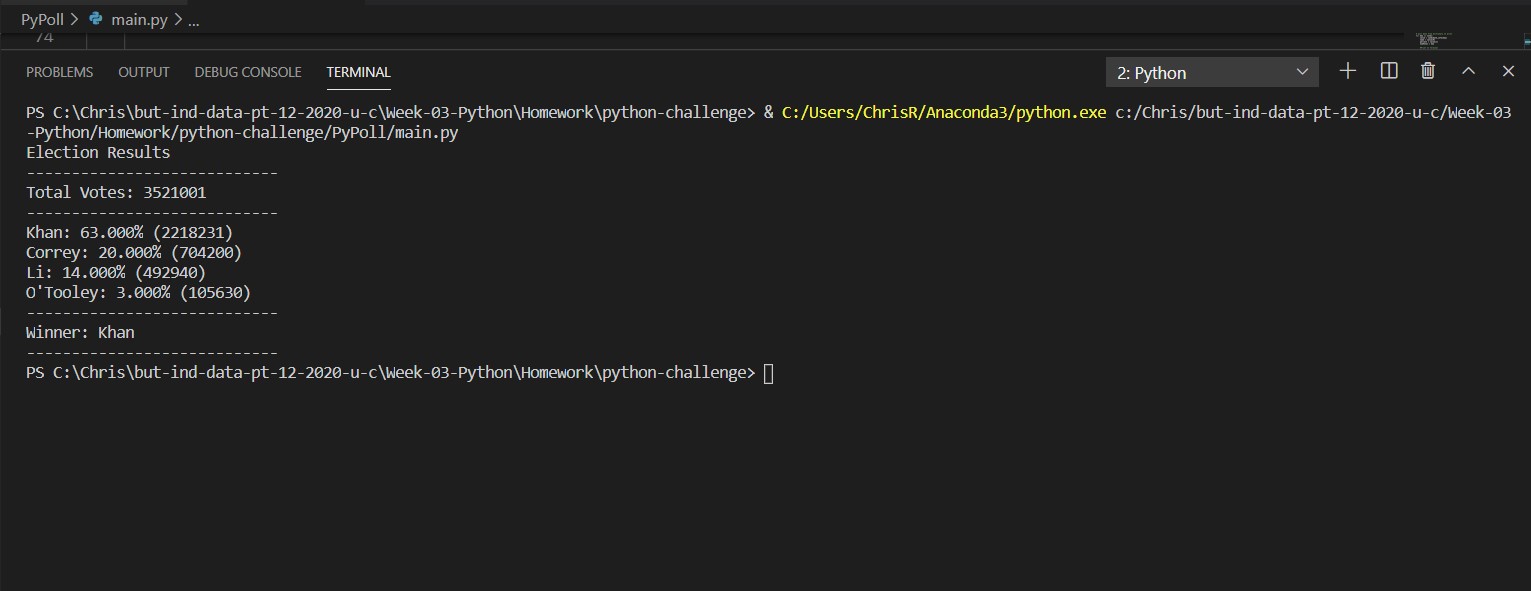 PyPoll > main.py > ...
74
PROBLEMS OUTPUT DEBUG CONSOLE TERMINAL 2: Python
PS C:\Chris\but-ind-data-pt-12-2020-u-c\Week-03-Python\Homework\python-challenge> & C:/Users/ChrisR/Anaconda3/python.exe c:/Chris/but-ind-data-pt-12-2020-u-c/Week-03
-Python/Homework/python-challenge/PyPoll/main.py
Election Results
----------------------------
Total Votes: 3521001
----------------------------
Khan: 63.000% (2218231)
Correy: 20.000% (704200)
Li: 14.000% (492940)
O'Tooley: 3.000% (105630)
----------------------------
Winner: Khan
----------------------------
PS C:\Chris\but-ind-data-pt-12-2020-u-c\Week-03-Python\Homework\python-challenge>